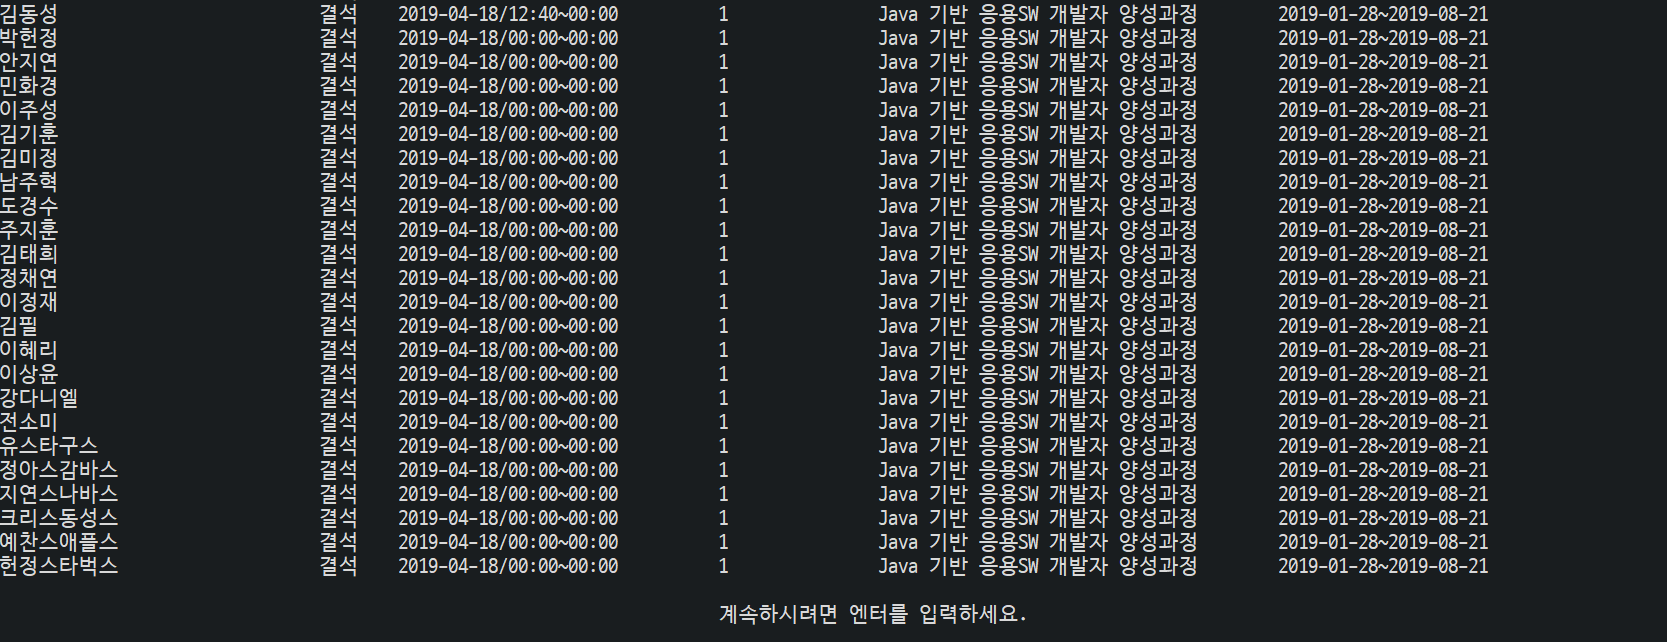 김동성 결석 2019-04-18/12:40~00:00 1 Java 기반 응용SW 개발자 양성과정 2019-01-28~2019-08-21
박헌정 결석 2019-04-18/00:00~00:00 1 Java 기반 응용SW 개발자 양성과정 2019-01-28~2019-08-21
안지연 결석 2019-04-18/00:00~00:00 1 Java 기반 응용SW 개발자 양성과정 2019-01-28~2019-08-21
민화경 결석 2019-04-18/00:00~00:00 1 Java 기반 응용SW 개발자 양성과정 2019-01-28~2019-08-21
이주성 결석 2019-04-18/00:00~00:00 1 Java 기반 응용SW 개발자 양성과정 2019-01-28~2019-08-21
김기훈 결석 2019-04-18/00:00~00:00 1 Java 기반 응용SW 개발자 양성과정 2019-01-28~2019-08-21
김미정 결석 2019-04-18/00:00~00:00 1 Java 기반 응용SW 개발자 양성과정 2019-01-28~2019-08-21
남주혁 결석 2019-04-18/00:00~00:00 1 Java 기반 응용SW 개발자 양성과정 2019-01-28~2019-08-21
도경수 결석 2019-04-18/00:00~00:00 1 Java 기반 응용SW 개발자 양성과정 2019-01-28~2019-08-21
주지훈 결석 2019-04-18/00:00~00:00 1 Java 기반 응용SW 개발자 양성과정 2019-01-28~2019-08-21
김태희 결석 2019-04-18/00:00~00:00 1 Java 기반 응용SW 개발자 양성과정 2019-01-28~2019-08-21
정채연 결석 2019-04-18/00:00~00:00 1 Java 기반 응용SW 개발자 양성과정 2019-01-28~2019-08-21
이정재 결석 2019-04-18/00:00~00:00 1 Java 기반 응용SW 개발자 양성과정 2019-01-28~2019-08-21
김필 결석 2019-04-18/00:00~00:00 1 Java 기반 응용SW 개발자 양성과정 2019-01-28~2019-08-21
이혜리 결석 2019-04-18/00:00~00:00 1 Java 기반 응용SW 개발자 양성과정 2019-01-28~2019-08-21
이상윤 결석 2019-04-18/00:00~00:00 1 Java 기반 응용SW 개발자 양성과정 2019-01-28~2019-08-21
강다니엘 결석 2019-04-18/00:00~00:00 1 Java 기반 응용SW 개발자 양성과정 2019-01-28~2019-08-21
전소미 결석 2019-04-18/00:00~00:00 1 Java 기반 응용SW 개발자 양성과정 2019-01-28~2019-08-21
유스타구스 결석 2019-04-18/00:00~00:00 1 Java 기반 응용SW 개발자 양성과정 2019-01-28~2019-08-21
정아스감바스 결석 2019-04-18/00:00~00:00 1 Java 기반 응용SW 개발자 양성과정 2019-01-28~2019-08-21
지연스나바스 결석 2019-04-18/00:00~00:00 1 Java 기반 응용SW 개발자 양성과정 2019-01-28~2019-08-21
크리스동성스 결석 2019-04-18/00:00~00:00 1 Java 기반 응용SW 개발자 양성과정 2019-01-28~2019-08-21
예찬스애플스 결석 2019-04-18/00:00~00:00 1 Java 기반 응용SW 개발자 양성과정 2019-01-28~2019-08-21
헌정스타벅스 결석 2019-04-18/00:00~00:00 1 Java 기반 응용SW 개발자 양성과정 2019-01-28~2019-08-21
계속하시려면 엔터를 입력하세요.